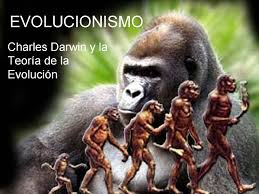 EVOLUCIONISMO
Charles Darwin y la
Teoría de la
Evolución